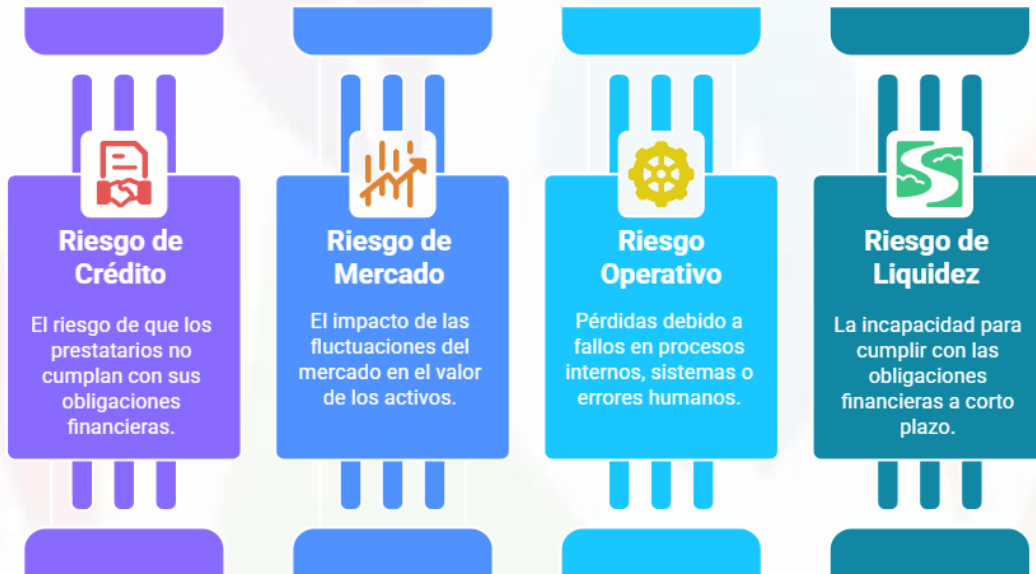 Riesgo de
Crédito
El riesgo de que los
prestatarios no
cumplan con sus
obligaciones
financieras.
Riesgo de
Mercado
El impacto de las
fluctuaciones del
mercado en el valor
de los activos.
Riesgo
Operativo
Pérdidas debido a
fallos en procesos
internos, sistemas o
errores humanos.
Riesgo de
Liquidez
La incapacidad para
cumplir con las
obligaciones
financieras a corto
plazo.